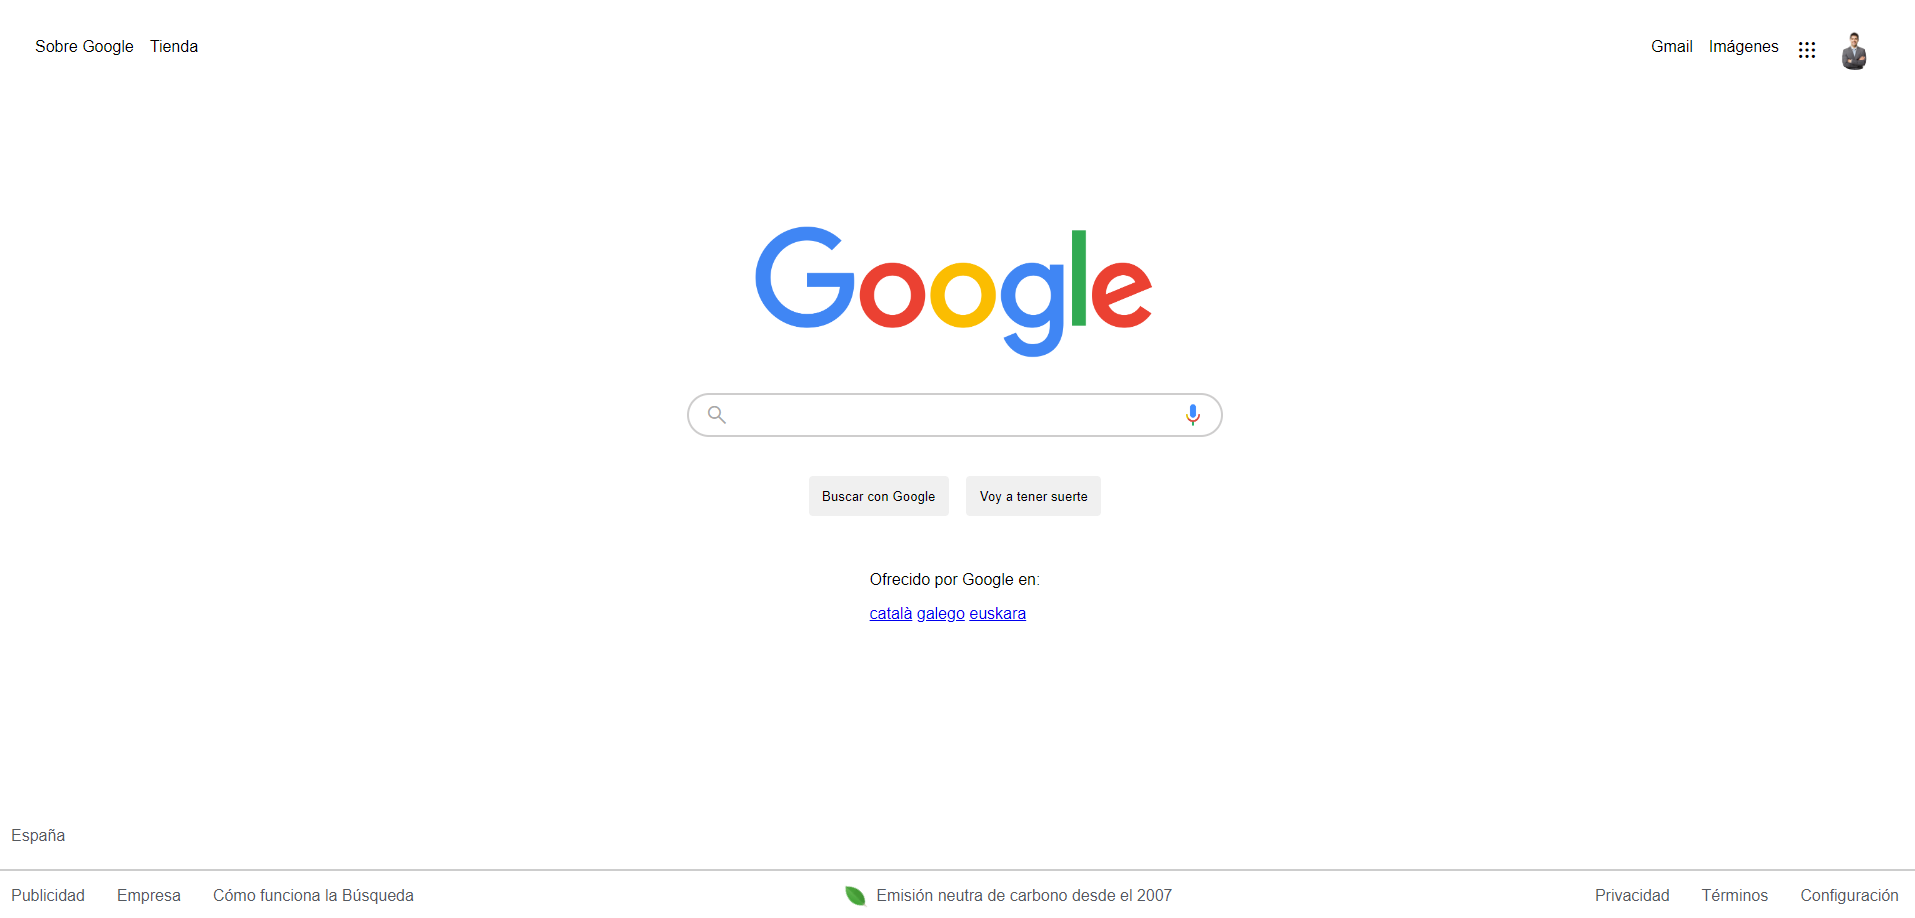 Sobre Google Tienda Gmail Imágenes
Google
Buscar con Google Voy a tener suerte
Ofrecido por Google en:
català galego euskara
España
Publicidad Empresa Cómo funciona la Búsqueda Emisión neutra de carbono desde el 2007 Privacidad Términos Configuración